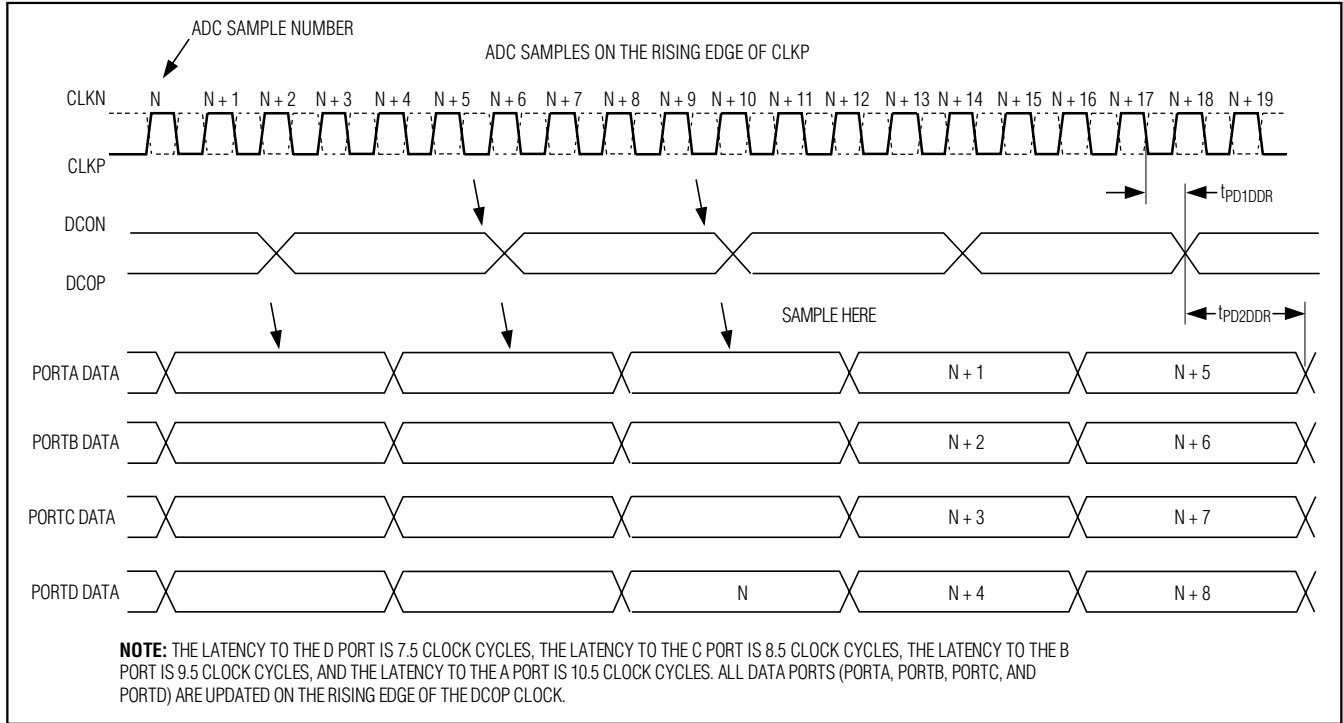 ADC SAMPLE NUMBER
ADC SAMPLES ON THE RISING EDGE OF CLKP
CLKN N N + 1 N + 2 N + 3 N + 4 N + 5 N + 6 N + 7 N + 8 N + 9 N + 10 N + 11 N + 12 N + 13 N + 14 N + 15 N + 16 N + 17 N + 18 N + 19
CLKP
tPD1DDR
DCON
DCOP
SAMPLE HERE
tPD2DDR
PORTA DATA N + 1 N + 5
PORTB DATA N + 2 N + 6
PORTC DATA N + 3 N + 7
PORTD DATA N N + 4 N + 8
NOTE: THE LATENCY TO THE D PORT IS 7.5 CLOCK CYCLES, THE LATENCY TO THE C PORT IS 8.5 CLOCK CYCLES, THE LATENCY TO THE B
PORT IS 9.5 CLOCK CYCLES, AND THE LATENCY TO THE A PORT IS 10.5 CLOCK CYCLES. ALL DATA PORTS (PORTA, PORTB, PORTC, AND
PORTD) ARE UPDATED ON THE RISING EDGE OF THE DCOP CLOCK.